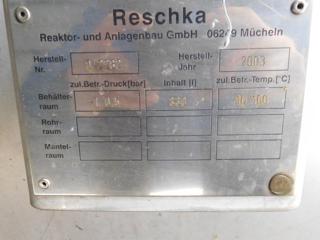 Reschka
Reaktor- und Anlagenbau GmbH 06249 Mücheln
Herstell- Nr. Herstell- Jahr 2003
zul.Betr.-Druck[bar] Inhalt [l] zul.Betr.-Temp.[°C]
Behälter-
raum
Rohr-
raum
Mantel-
raum